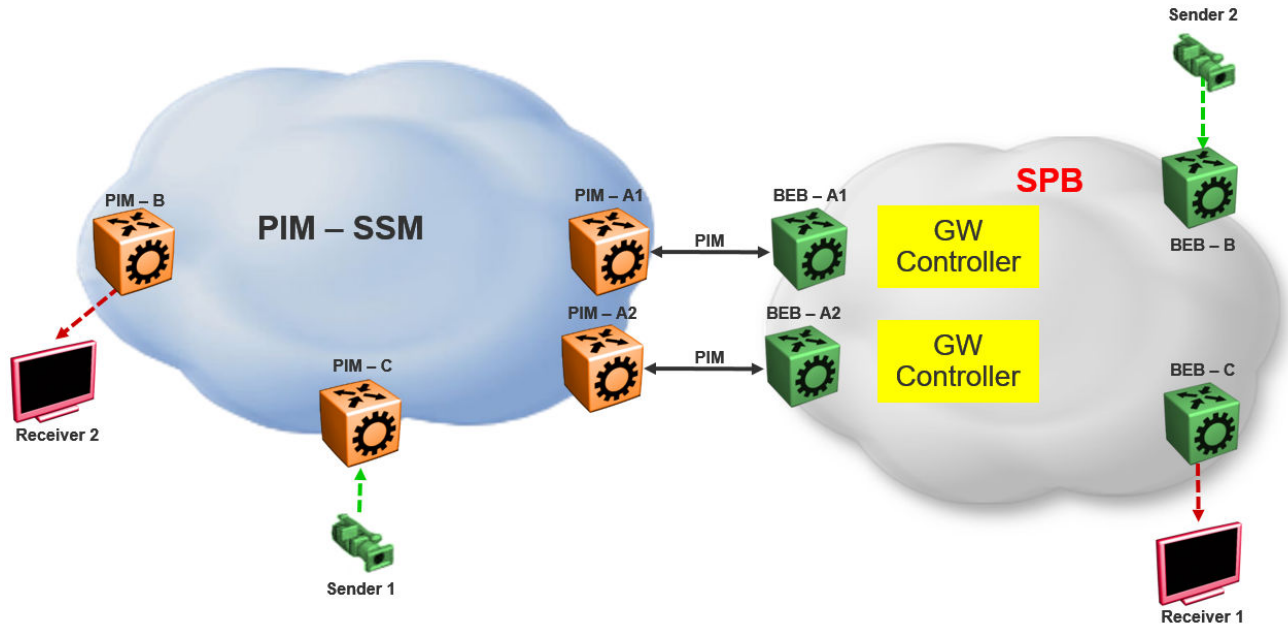 Sender 2
SPB
PIM – B
PIM – SSM
PIM – A1
PIM
BEB – A1
GW
Controller
BEB – B
PIM – A2
PIM
BEB – A2
GW
Controller
PIM – C
BEB – C
Receiver 2
Sender 1
Receiver 1